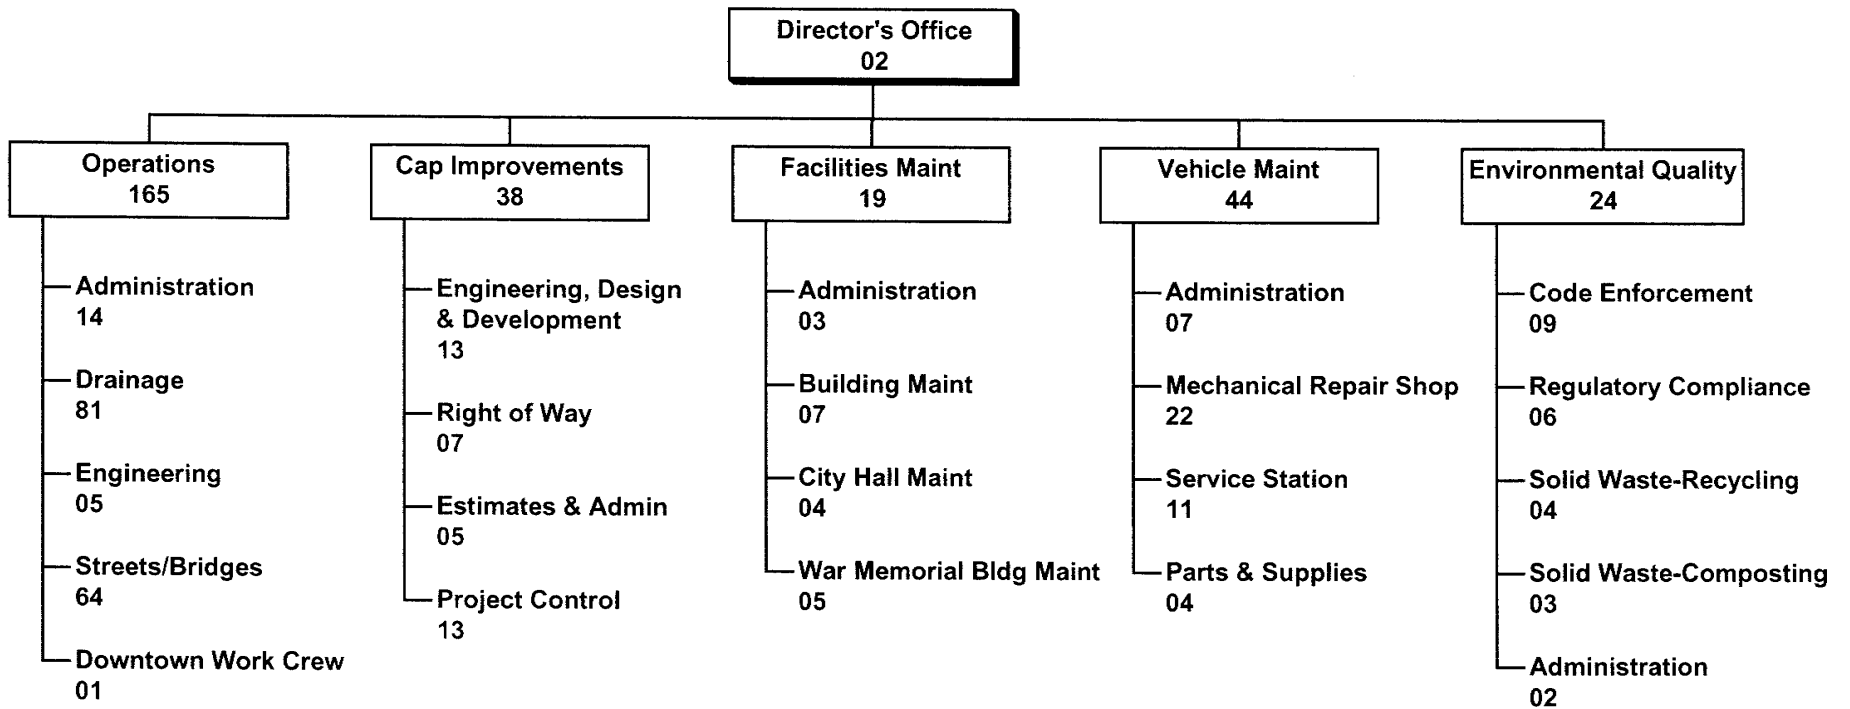 Director's Office
02
Operations
165
Administration
14
Drainage
81
Engineering
05
Streets/Bridges
64
Downtown Work Crew
01
Cap Improvements
38
Engineering, Design
& Development
13
Right of Way
07
Estimates & Admin
05
Project Control
13
Facilities Maint
19
Administration
03
Building Maint
07
City Hall Maint
04
War Memorial Bldg Maint
05
Vehicle Maint
44
Administration
07
Mechanical Repair Shop
22
Service Station
11
Parts & Supplies
04
Environmental Quality
24
Code Enforcement
09
Regulatory Compliance
06
Solid Waste-Recycling
04
Solid Waste-Composting
03
Administration
02